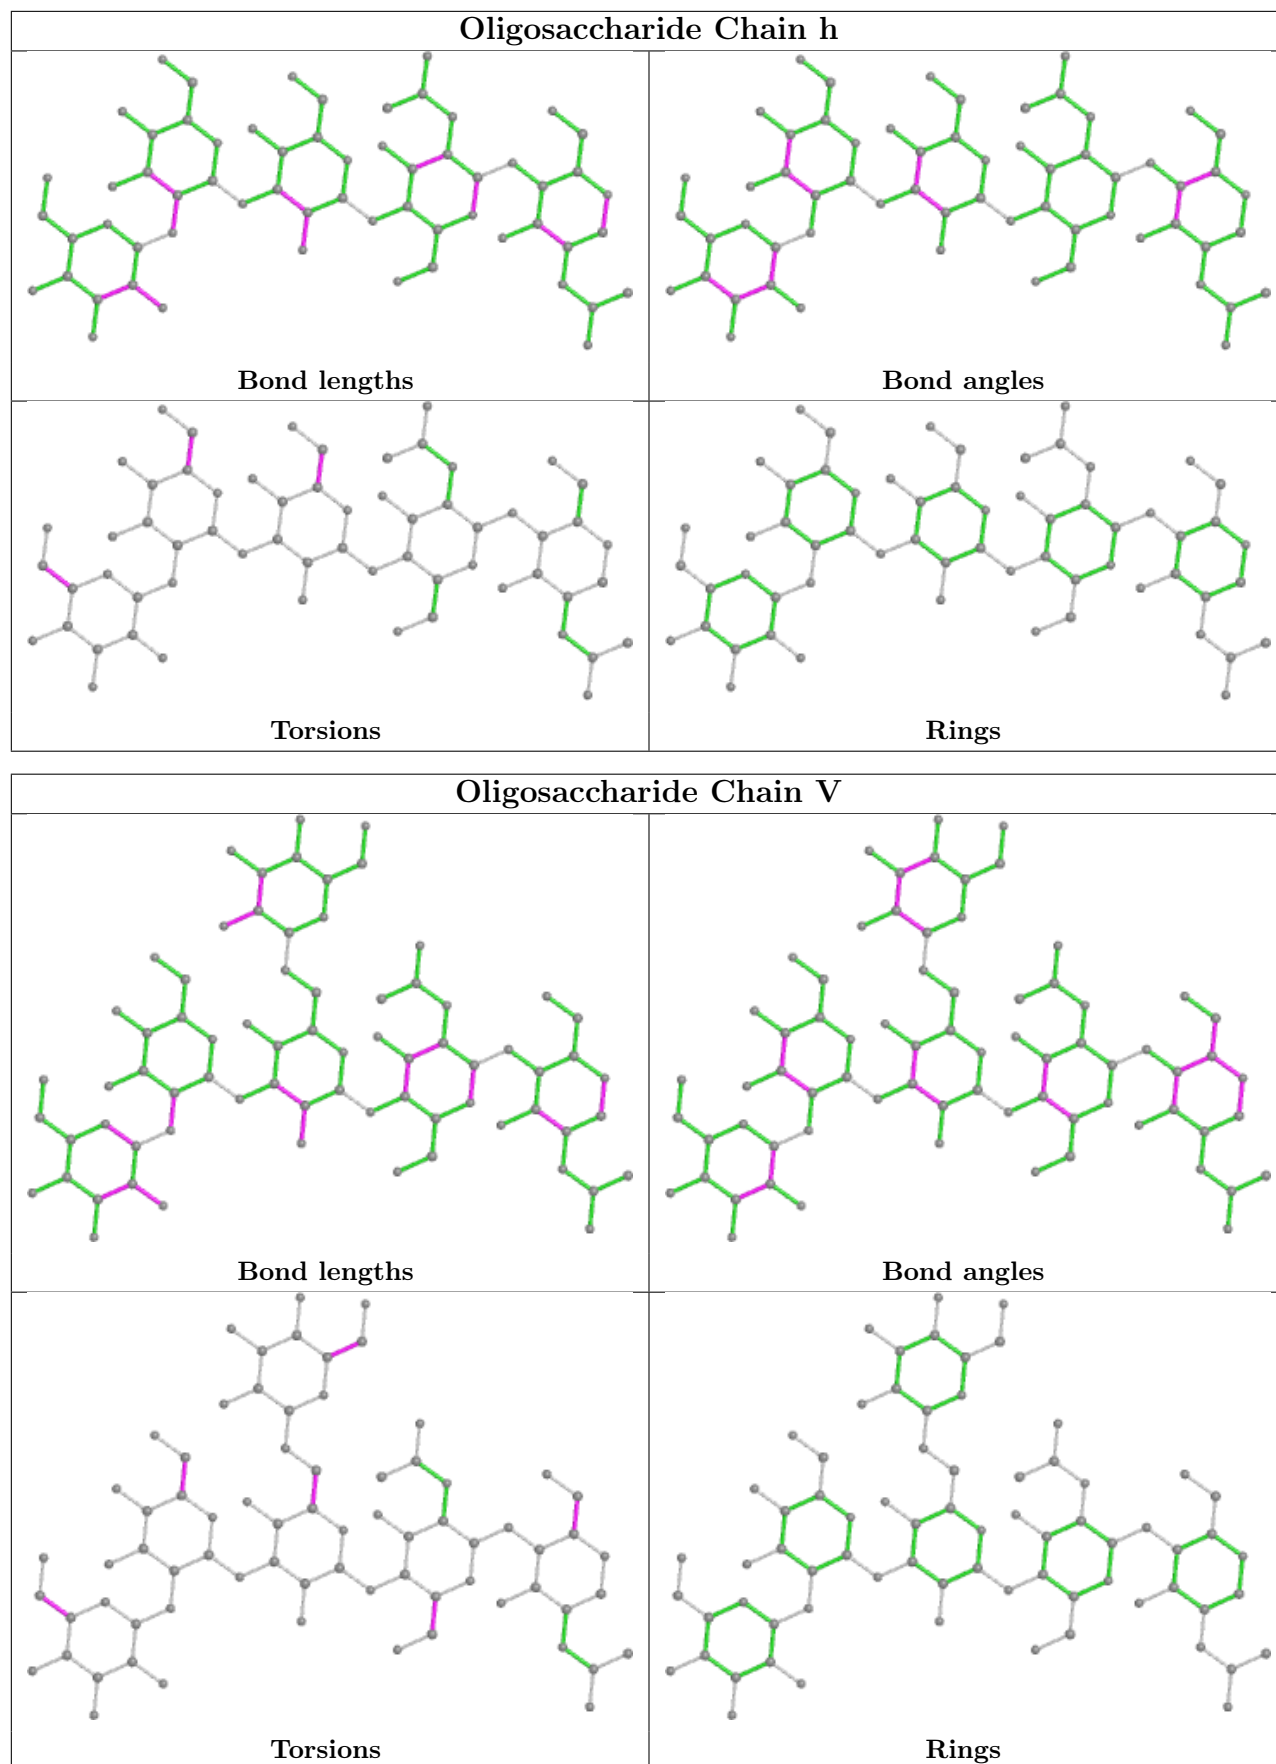 Oligosaccharide Chain h
Bond lengths
Bond angles
Torsions
Rings
Oligosaccharide Chain V
Bond lengths
Bond angles
Torsions
Rings